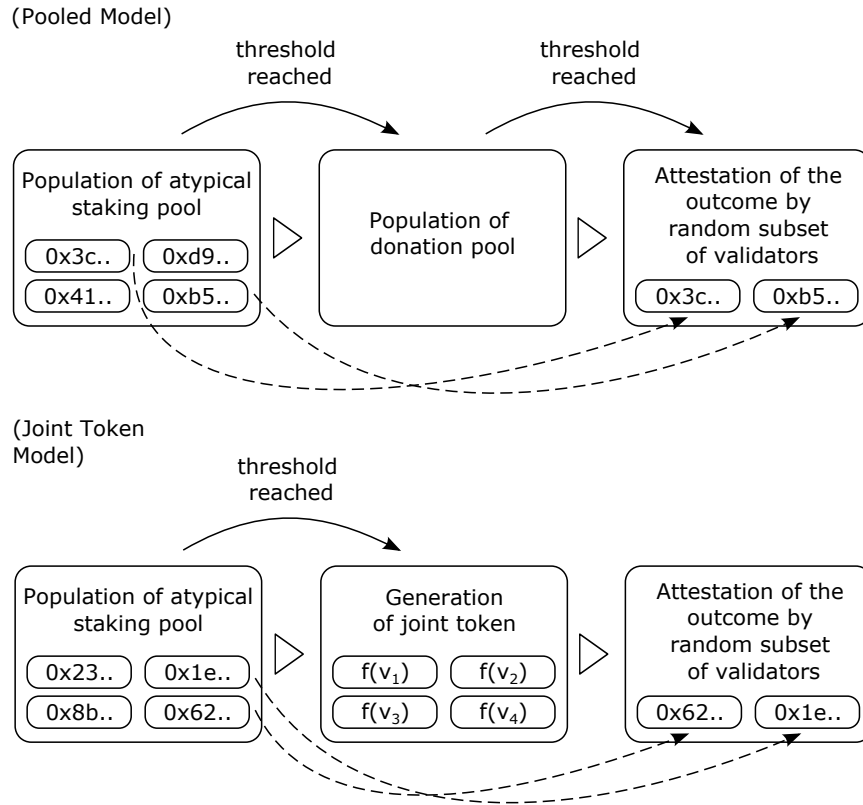 (Pooled Model)
threshold
reached
threshold
reached
Population of atypical
staking pool
0x3c..
0xd9..
0x41..
0xb5..
Population of
donation pool
Attestation of the
outcome by
random subset
of validators
0x3c..
0xb5..
(Joint Token
Model)
threshold
reached
Population of atypical
staking pool
0x23..
0x1e..
0x8b..
0x62..
Generation
of joint token
f(v₁)
f(v₂)
f(v₃)
f(v₄)
Attestation of the
outcome by
random subset
of validators
0x62..
0x1e..